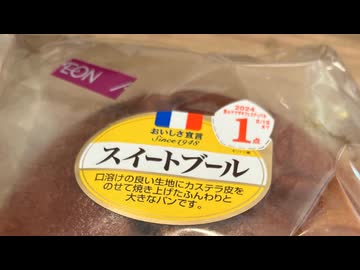 ÆON
おいしさ宣言
Since 1948
スイートブール
口溶けの良い生地にカステラ皮を
のせて焼き上げたふんわりと
大きなパンです。
2024
1
点